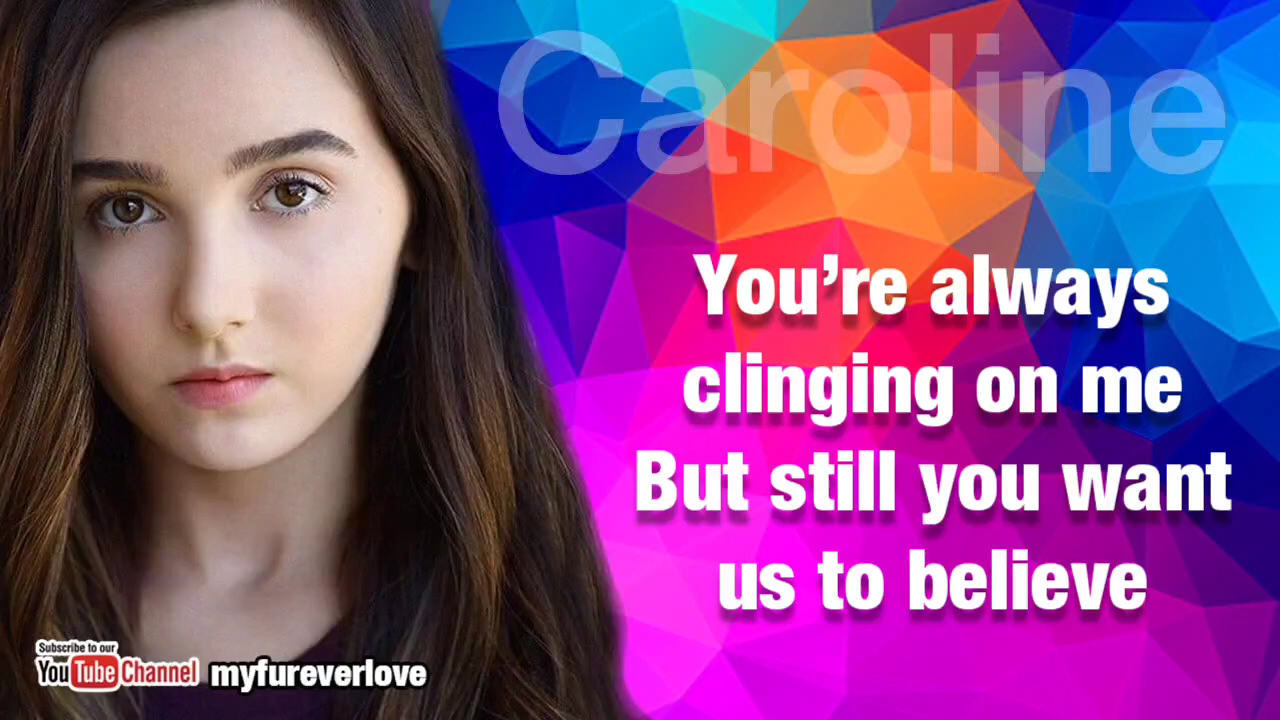 Caroline
You’re always
clinging on me
But still you want
us to believe
Subscribe to our
YouTube Channel myfureverlove